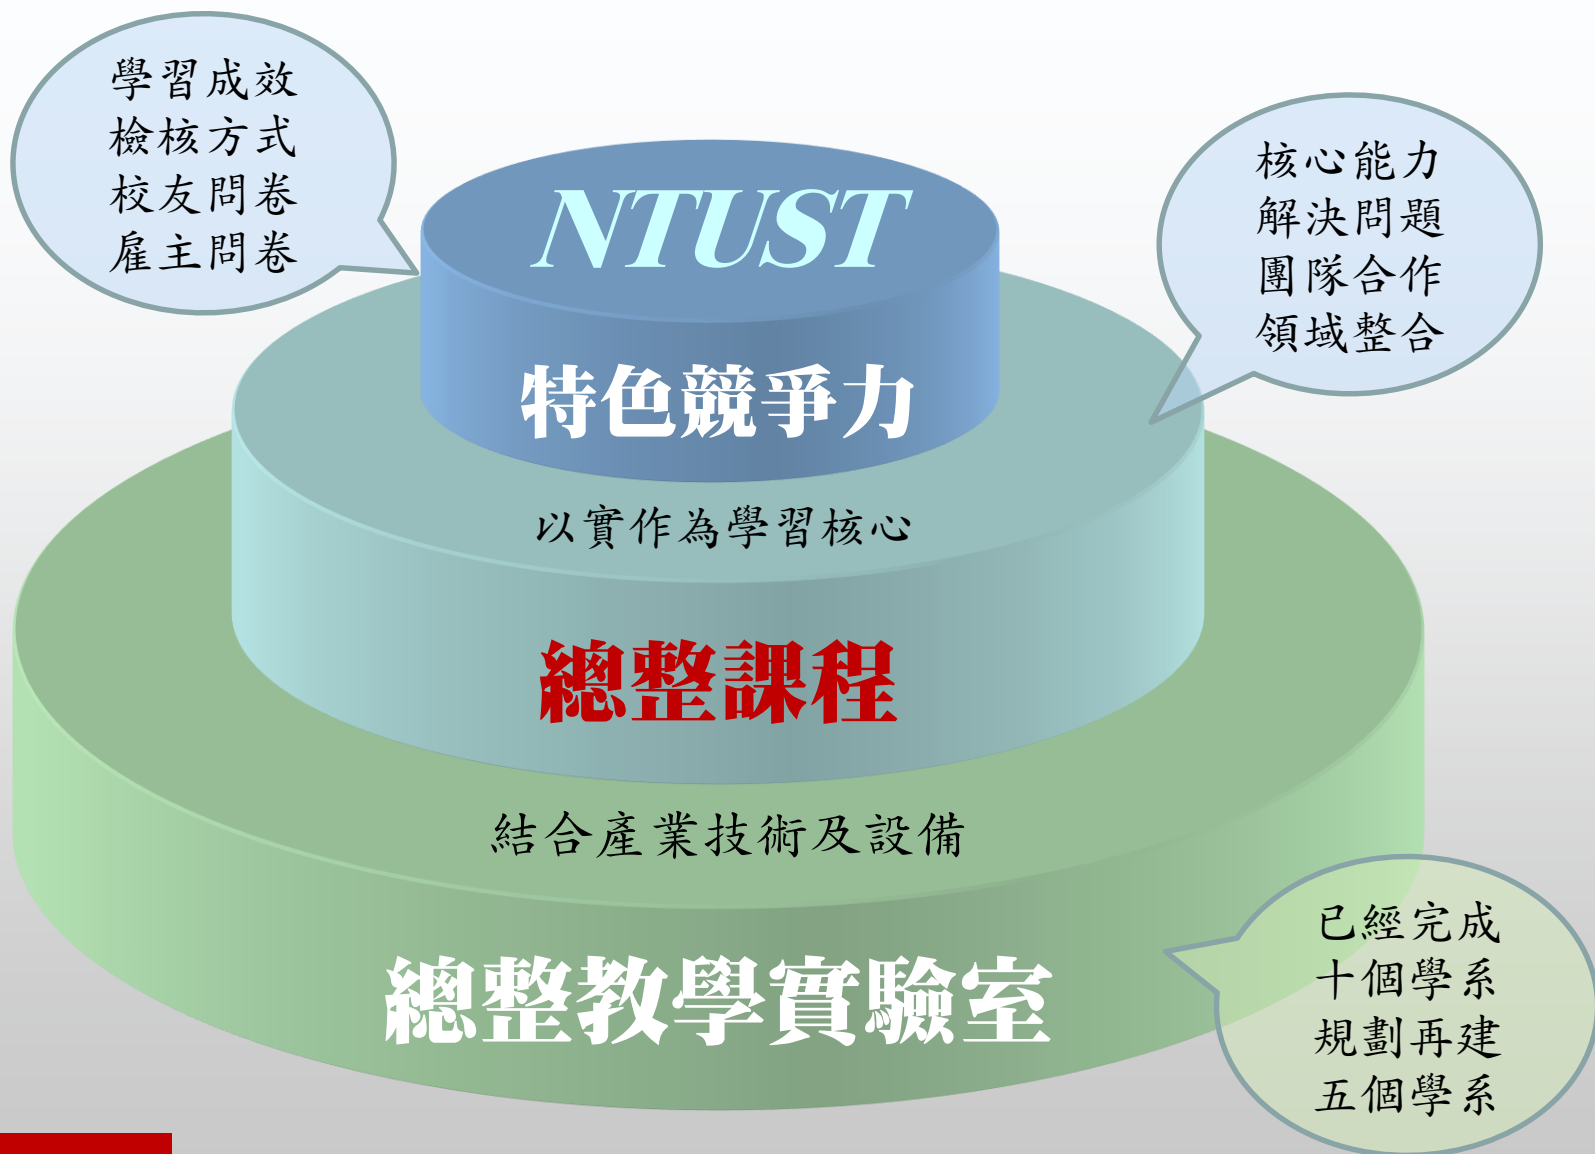 學習成效
檢核方式
校友問卷
雇主問卷
核心能力
解決問題
團隊合作
領域整合
NTUST
特色競爭力
以實作為學習核心
總整課程
結合產業技術及設備
總整教學實驗室
已經完成
十個學系
規劃再建
五個學系